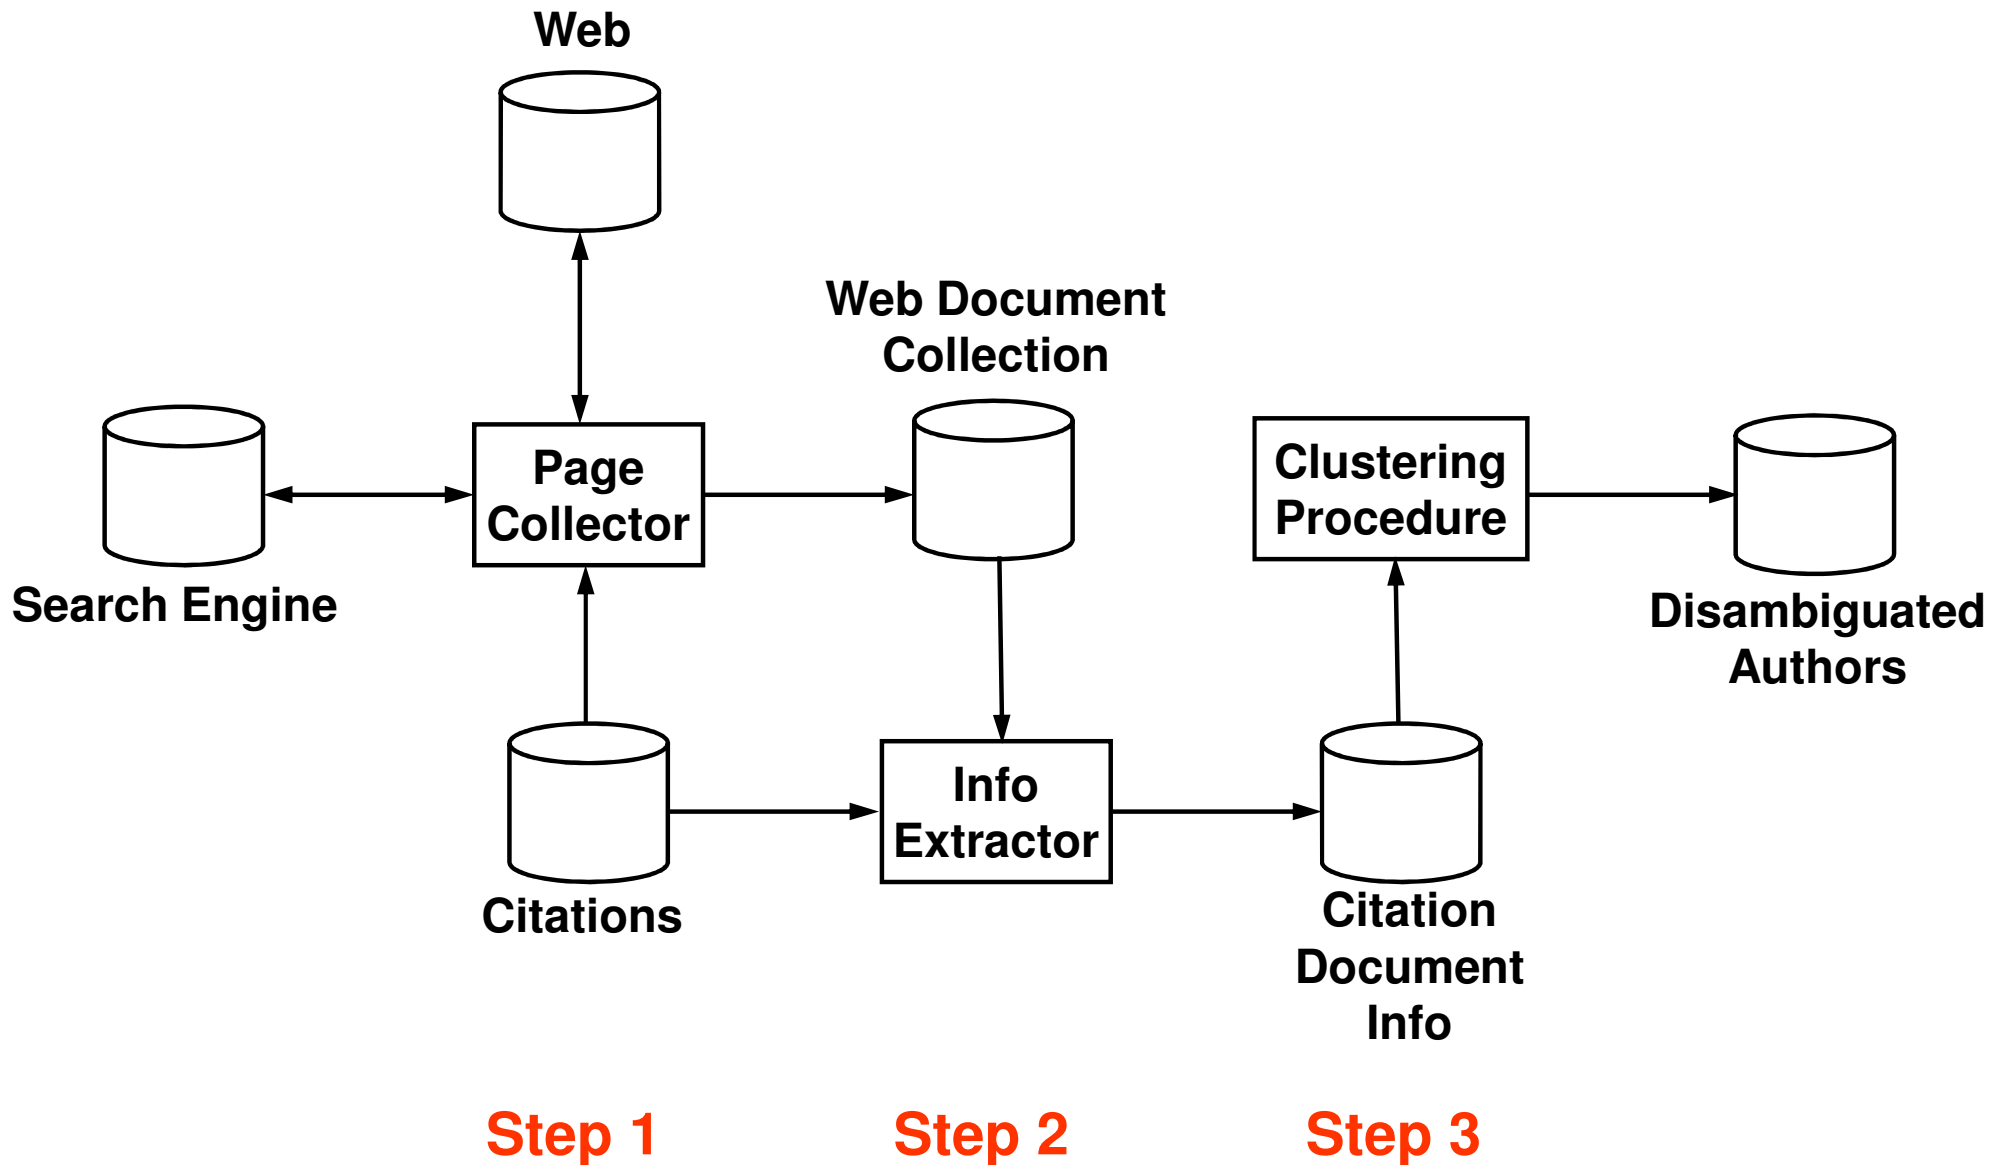 Web
Web Document
Collection
Page
Collector
Clustering
Procedure
Search Engine
Disambiguated
Authors
Info
Extractor
Citations
Citation
Document
Info
Step 1
Step 2
Step 3